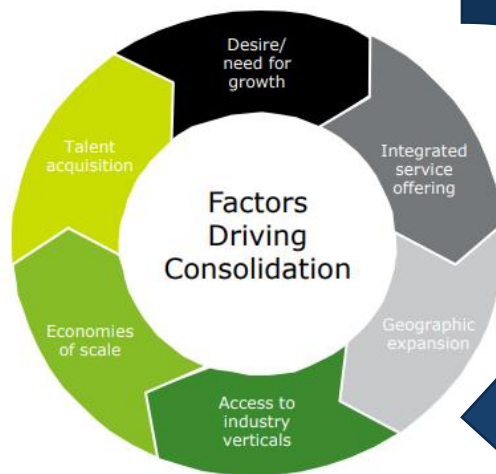 Desire/
need for
growth
Talent
acquisition
Integrated
service
offering
Factors
Driving
Consolidation
Economies
of scale
Geographic
expansion
Access to
industry
verticals